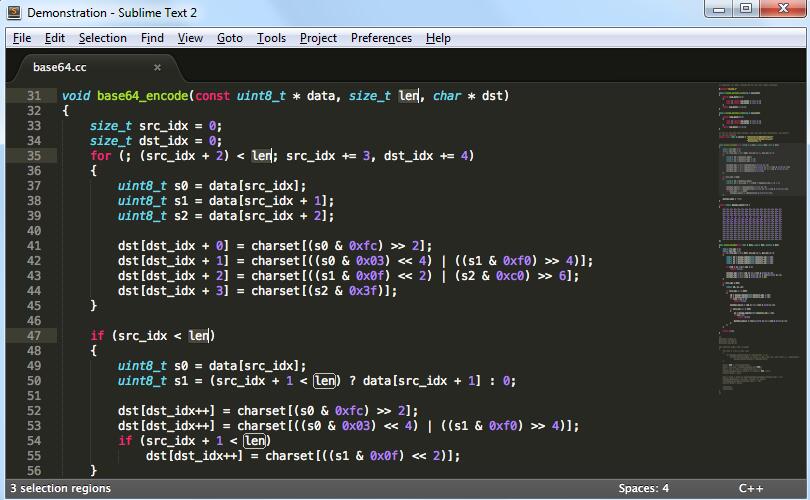 Demonstration - Sublime Text 2
File Edit Selection Find View Goto Tools Project Preferences Help
base64.cc ×
31 void base64_encode(const uint8_t * data, size_t len, char * dst)
32 {
33     size_t src_idx = 0;
34     size_t dst_idx = 0;
35     for (; (src_idx + 2) < len; src_idx += 3, dst_idx += 4)
36     {
37         uint8_t s0 = data[src_idx];
38         uint8_t s1 = data[src_idx + 1];
39         uint8_t s2 = data[src_idx + 2];
40
41         dst[dst_idx + 0] = charset[(s0 & 0xfc) >> 2];
42         dst[dst_idx + 1] = charset[((s0 & 0x03) << 4) | ((s1 & 0xf0) >> 4)];
43         dst[dst_idx + 2] = charset[((s1 & 0x0f) << 2) | (s2 & 0xc0) >> 6];
44         dst[dst_idx + 3] = charset[(s2 & 0x3f)];
45     }
46
47     if (src_idx < len)
48     {
49         uint8_t s0 = data[src_idx];
50         uint8_t s1 = (src_idx + 1 < len) ? data[src_idx + 1] : 0;
51
52         dst[dst_idx++] = charset[(s0 & 0xfc) >> 2];
53         dst[dst_idx++] = charset[((s0 & 0x03) << 4) | ((s1 & 0xf0) >> 4)];
54         if (src_idx + 1 < len)
55             dst[dst_idx++] = charset[((s1 & 0x0f) << 2)];
56     }
3 selection regions Spaces: 4 C++